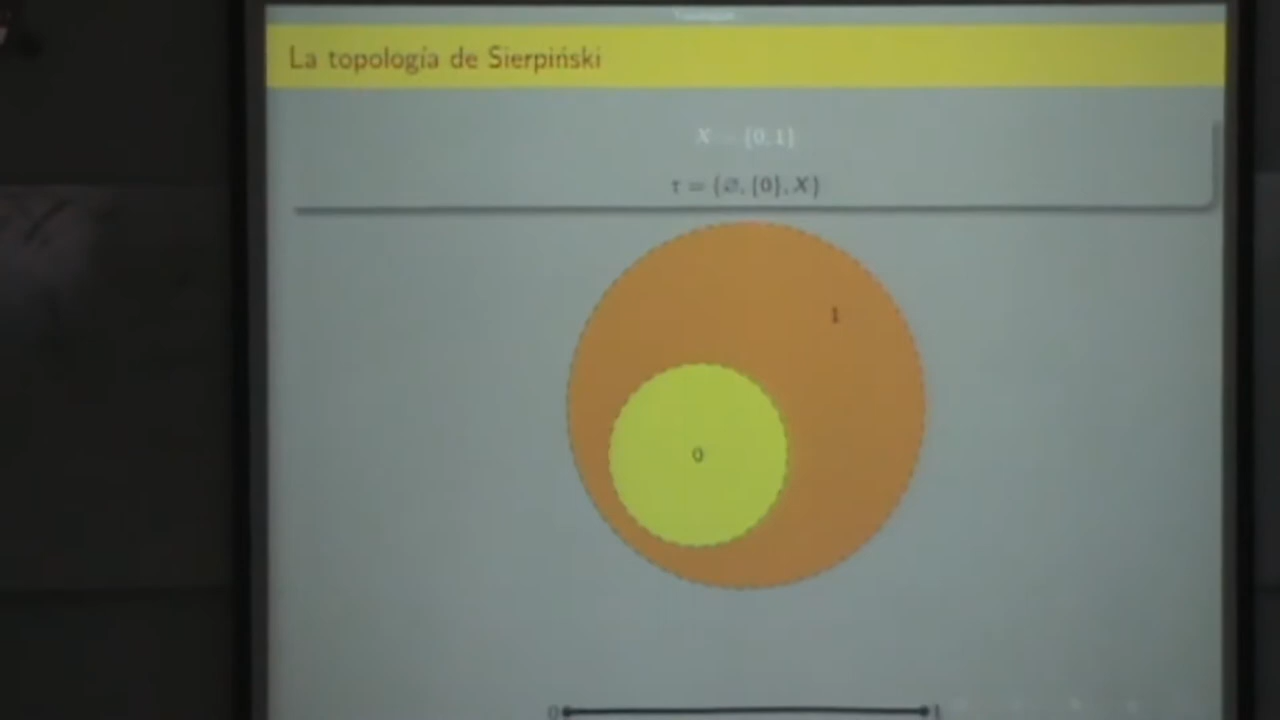 La topología de Sierpiński
X = {0, 1}
τ = {∅, {0}, X}
1
0
0 1